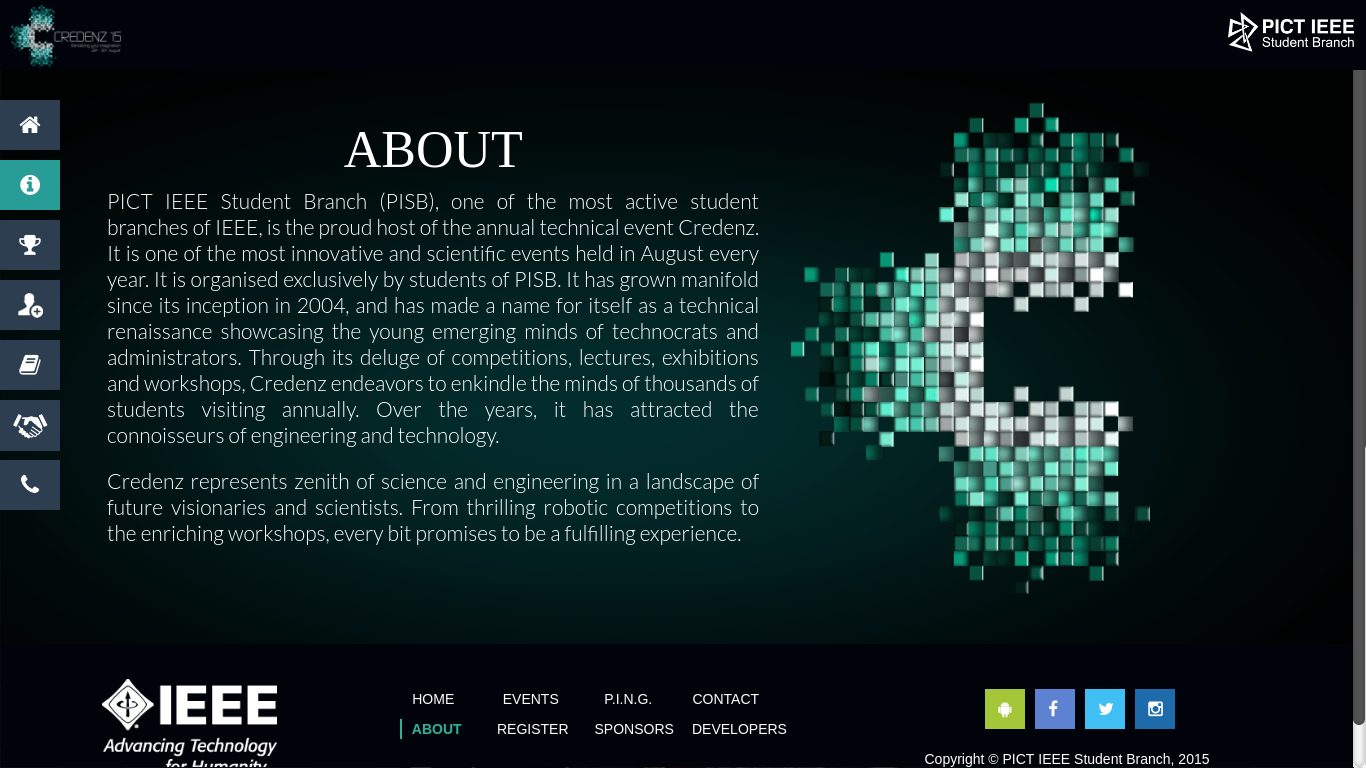 CREDENZ '15
PICT IEEE
Student Branch
ABOUT
PICT IEEE Student Branch (PISB), one of the most active student
branches of IEEE, is the proud host of the annual technical event Credenz.
It is one of the most innovative and scientific events held in August every
year. It is organised exclusively by students of PISB. It has grown manifold
since its inception in 2004, and has made a name for itself as a technical
renaissance showcasing the young emerging minds of technocrats and
administrators. Through its deluge of competitions, lectures, exhibitions
and workshops, Credenz endeavors to enkindle the minds of thousands of
students visiting annually. Over the years, it has attracted the
connoisseurs of engineering and technology.
Credenz represents zenith of science and engineering in a landscape of
future visionaries and scientists. From thrilling robotic competitions to
the enriching workshops, every bit promises to be a fulfilling experience.
IEEE
Advancing Technology
for Humanity
HOME EVENTS P.I.N.G. CONTACT
ABOUT REGISTER SPONSORS DEVELOPERS
Copyright © PICT IEEE Student Branch, 2015